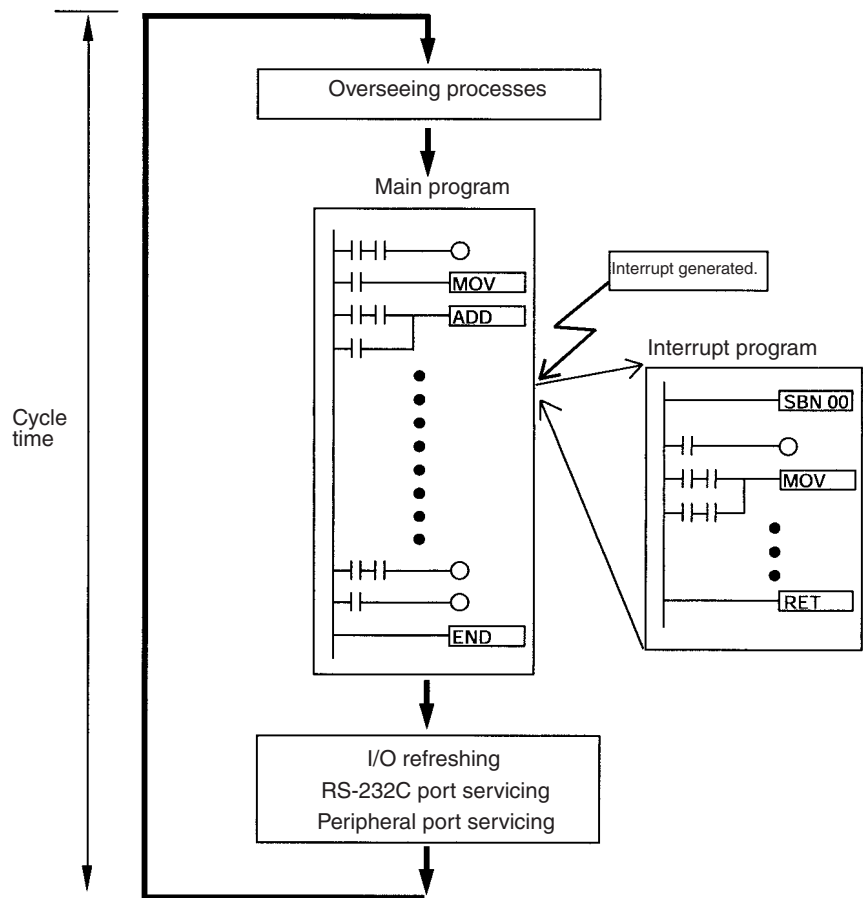 Overseeing processes
Main program
MOV
ADD
END
Interrupt generated.
Interrupt program
SBN 00
MOV
RET
Cycle
time
I/O refreshing
RS-232C port servicing
Peripheral port servicing